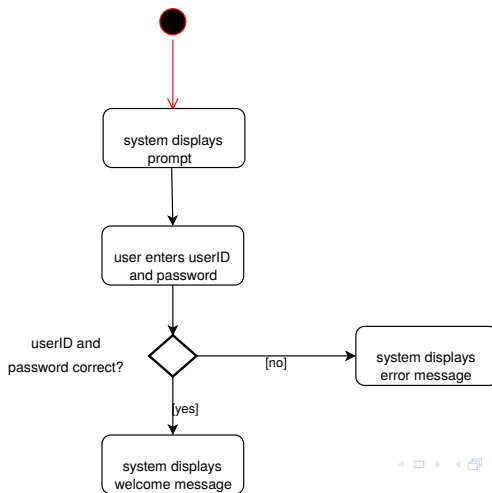 system displays
prompt
user enters userID
and password
userID and
password correct?
[no]
system displays
error message
[yes]
system displays
welcome message